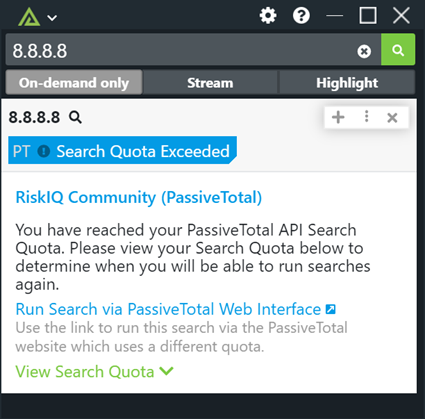 8.8.8.8
On-demand only Stream Highlight
8.8.8.8
PT Search Quota Exceeded
RiskIQ Community (PassiveTotal)
You have reached your PassiveTotal API Search
Quota. Please view your Search Quota below to
determine when you will be able to run searches
again.
Run Search via PassiveTotal Web Interface
Use the link to run this search via the PassiveTotal
website which uses a different quota.
View Search Quota